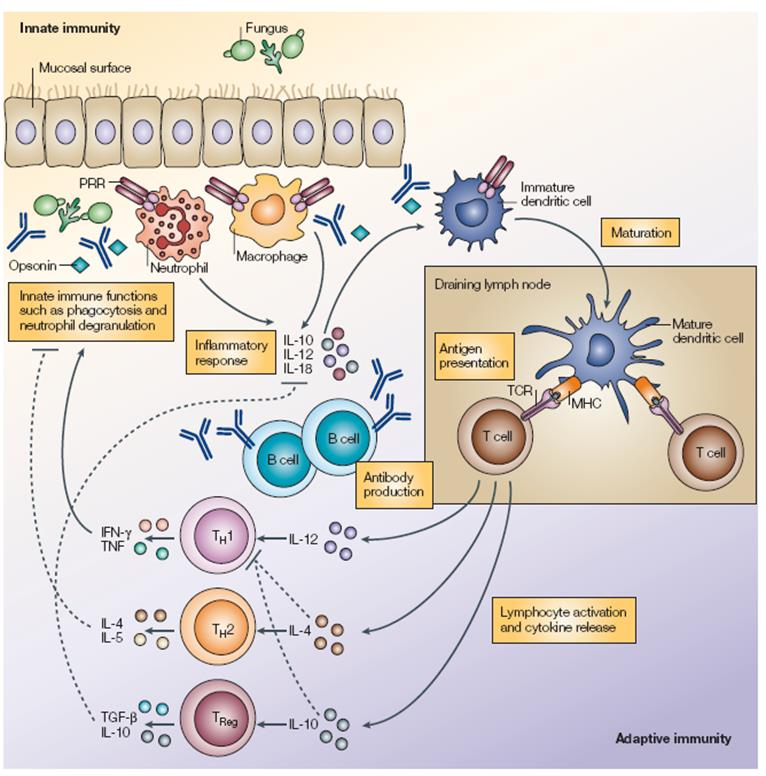 Innate immunity
Fungus
Mucosal surface
PRR
Immature
dendritic cell
Maturation
Opsonin
Neutrophil
Macrophage
Innate immune functions
such as phagocytosis and
neutrophil degranulation
Inflammatory
response
IL-10
IL-12
IL-18
Draining lymph node
Mature
dendritic cell
Antigen
presentation
TCR
MHC
T cell
T cell
B cell
B cell
Antibody
production
IFN-γ
TNF
TH1
IL-12
Lymphocyte activation
and cytokine release
IL-4
IL-5
TH2
IL-4
TGF-β
IL-10
TReg
IL-10
Adaptive immunity